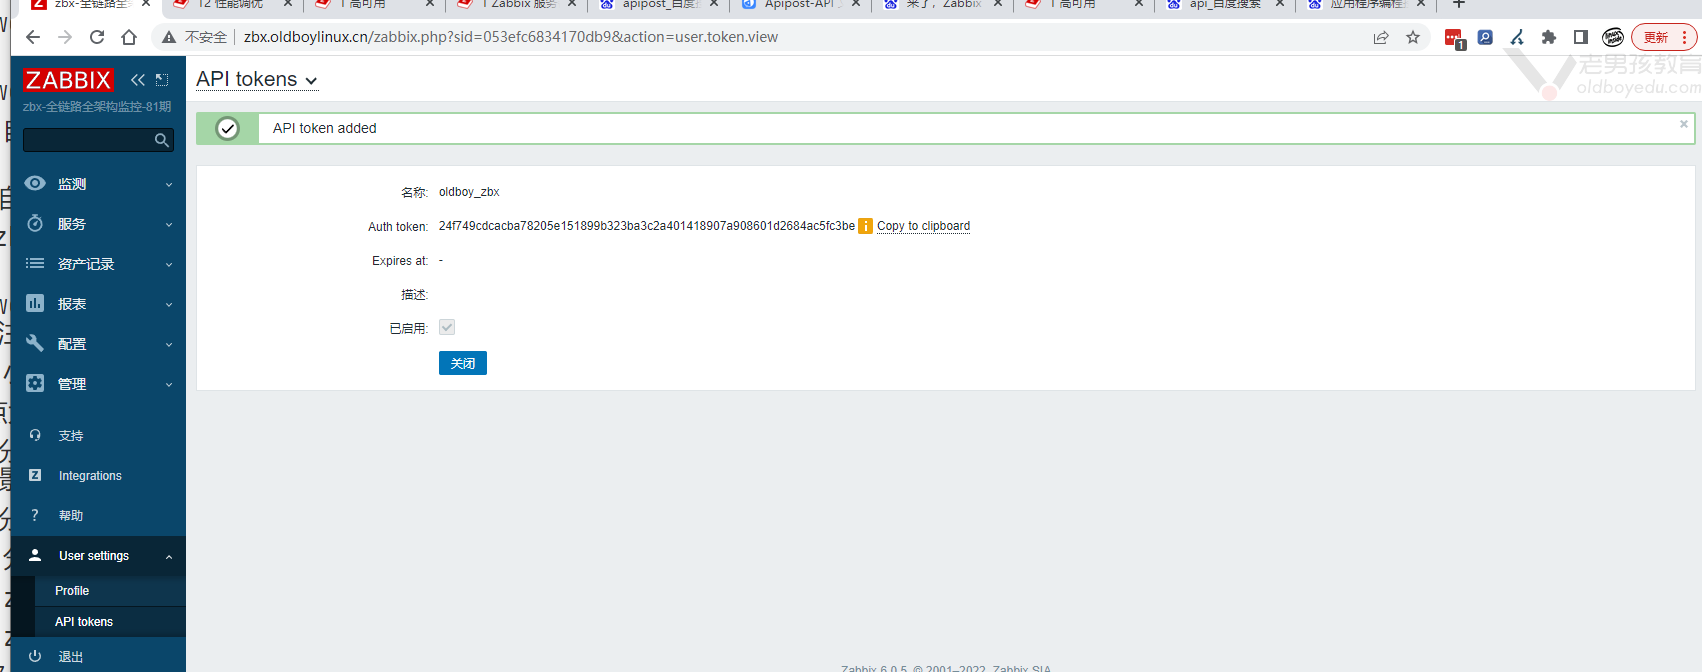 zbx-全链路全
12 性能调优
1 高可用
1 Zabbix 服务
apipost_百度
Apipost-API
来了，Zabbix
1 高可用
api_百度搜索
应用程序编程
不安全
zbx.oldboylinux.cn/zabbix.php?sid=053efc6834170db9&action=user.token.view
1
更新
老男孩教育
oldboyedu.com
ZABBIX
zbx-全链路全架构监控-81期
API tokens
API token added
监测
服务
资产记录
报表
配置
管理
支持
Integrations
帮助
User settings
Profile
API tokens
退出
名称: oldboy_zbx
Auth token: 24f749cdcacba78205e151899b323ba3c2a401418907a908601d2684ac5fc3be Copy to clipboard
Expires at: -
描述:
已启用:
关闭
Zabbix 6.0.5. © 2001–2022, Zabbix SIA